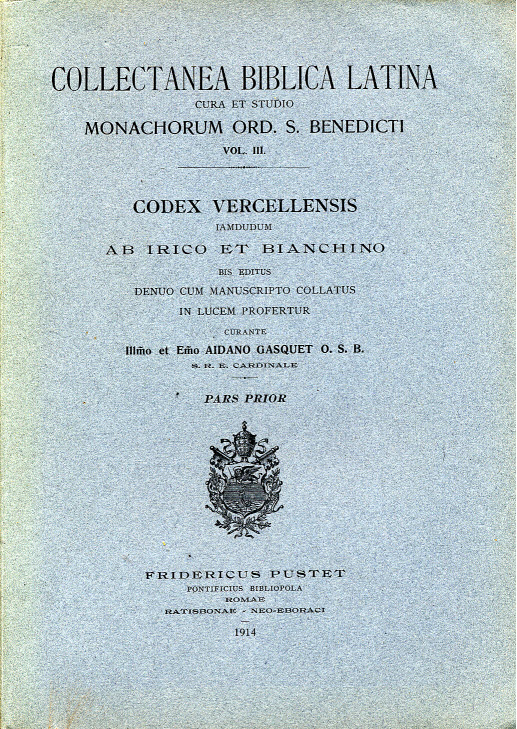 COLLECTANEA BIBLICA LATINA
CURA ET STUDIO
MONACHORUM ORD. S. BENEDICTI
VOL. III.
CODEX VERCELLENSIS
IAMDUDUM
AB IRICO ET BIANCHINO
BIS EDITUS
DENUO CUM MANUSCRIPTO COLLATUS
IN LUCEM PROFERTUR
CURANTE
Illm̃o et Em̃o AIDANO GASQUET O. S. B.
S. R. E. CARDINALE
PARS PRIOR
FRIDERICUS PUSTET
PONTIFICIUS BIBLIOPOLA
ROMAE
RATISBONAE - NEO-EBORACI
1914